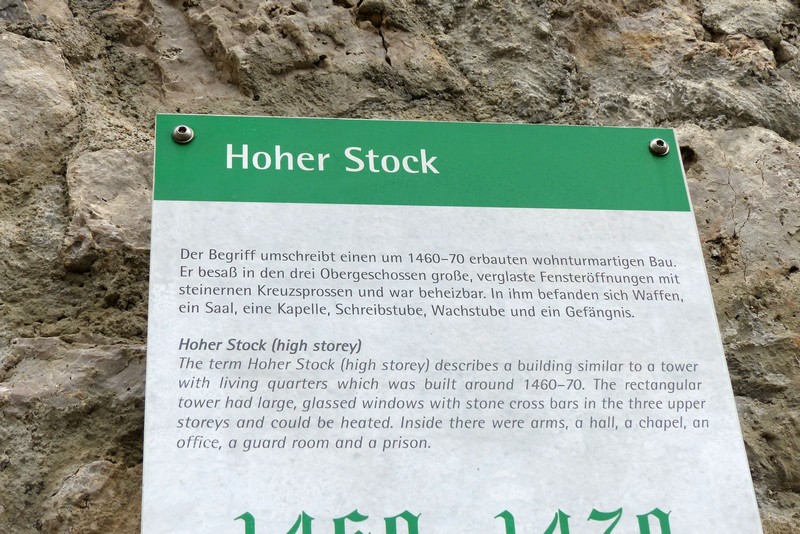 Hoher Stock
Der Begriff umschreibt einen um 1460–70 erbauten wohnturmartigen Bau.
Er besaß in den drei Obergeschossen große, verglaste Fensteröffnungen mit
steinernen Kreuzsprossen und war beheizbar. In ihm befanden sich Waffen,
ein Saal, eine Kapelle, Schreibstube, Wachstube und ein Gefängnis.
Hoher Stock (high storey)
The term Hoher Stock (high storey) describes a building similar to a tower
with living quarters which was built around 1460–70. The rectangular
tower had large, glassed windows with stone cross bars in the three upper
storeys and could be heated. Inside there were arms, a hall, a chapel, an
office, a guard room and a prison.
1460 1470